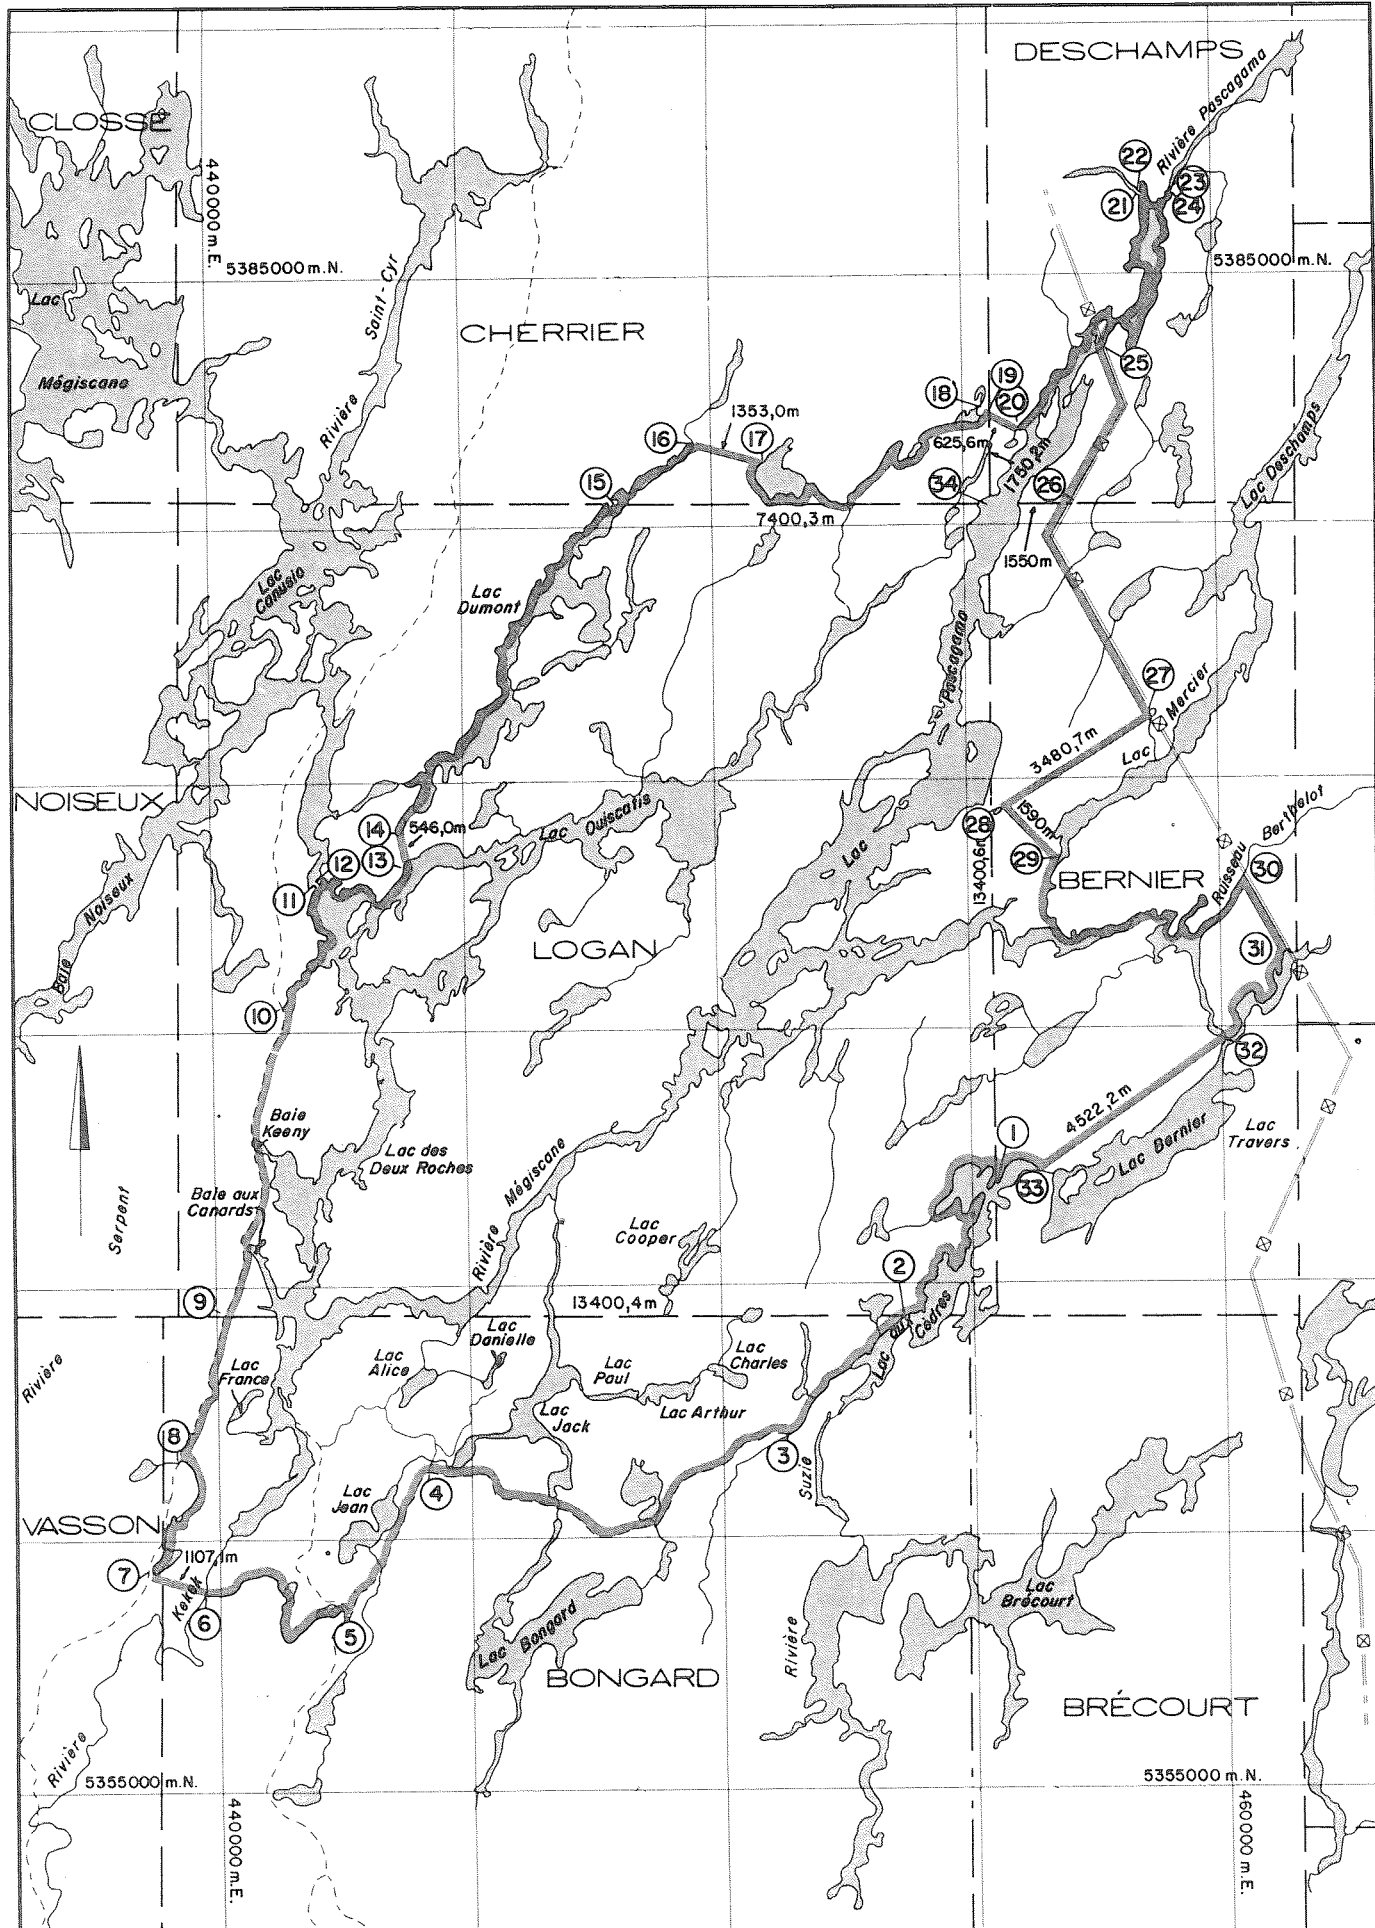 DESCHAMPS
Rivière Pascagama
CLOSSÉ
440000 m.E.
22
21
23
24
5385000 m.N.
5385000 m.N.
Lac
Mégiscane
Saint-Cyr
Rivière
CHERRIER
25
19
18
20
1353,0m
16
17
625,6m
1750,2m
Lac Deschamps
15
34
26
7400,3m
1550m
Lac
Canusio
Lac
Dumont
Pascagama
Lac
27
Mercier
Lac
3480,7m
NOISEUX
14
546,0m
Lac Ouiscatis
28
1590m
13400,6m
29
Berthelot
Ruisseau
13
12
11
BERNIER
30
Noiseux
Baie
LOGAN
31
10
32
4522,2m
Baie
Keeny
1
Lac
Travers
Lac Bernier
Lac des
Deux Roches
Mégiscane
Rivière
33
Baie aux
Canards
Serpent
Lac
Cooper
2
9
13400,4m
Lac aux
Cèdres
Rivière
Lac
Danielle
Lac
Alice
Lac
France
Lac
Paul
Lac
Charles
Lac
Jack
Lac Arthur
8
3
Suzie
4
Lac
Jean
VASSON
1107,1m
7
Kekek
6
5
Lac
Brécourt
Lac Bongard
Rivière
BONGARD
BRÉCOURT
Rivière
5355000 m.N.
5355000 m.N.
440000 m.E.
460000 m.E.